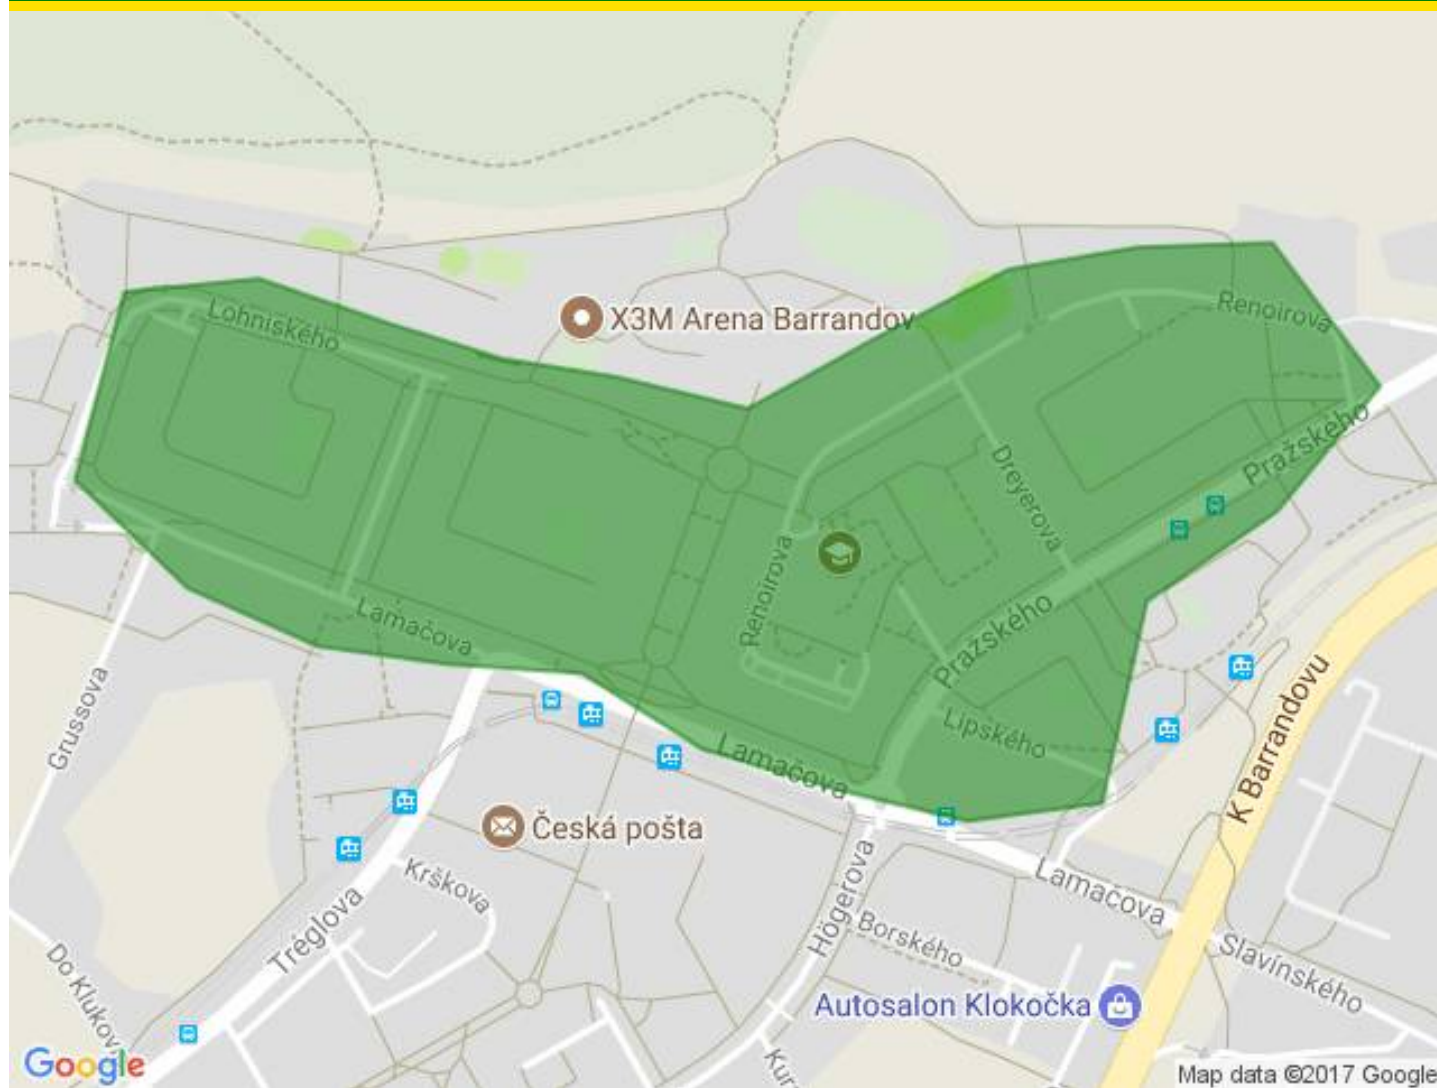 Lohniského
X3M Arena Barrandov
Renoirova
Pražského
Dreyerova
Renoirova
Pražského
Lamačova
Lipského
Grussova
Lamačova
K Barrandovu
Česká pošta
Högerova
Krškova
Lamačova
Tréglova
Borského
Slavínského
Do Klukovic
Autosalon Klokočka
Google
Map data ©2017 Google